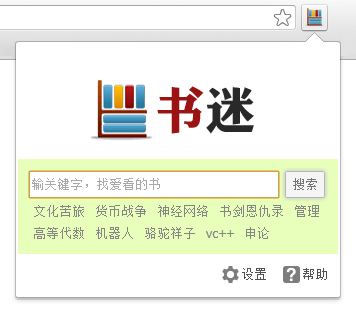 书迷
输关键字，找爱看的书 搜索
文化苦旅 货币战争 神经网络 书剑恩仇录 管理
高等代数 机器人 骆驼祥子 vc++ 申论
设置 帮助